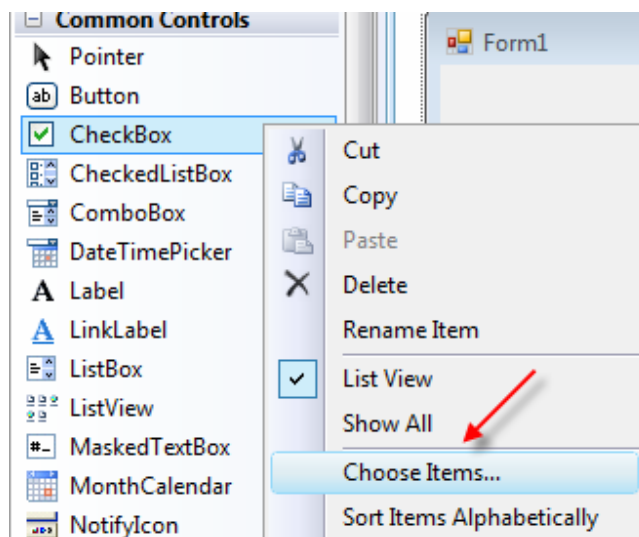 Common Controls
Pointer
ab Button
CheckBox
CheckedListBox
ComboBox
DateTimePicker
A Label
A LinkLabel
ListBox
ListView
#- MaskedTextBox
MonthCalendar
NotifyIcon
Form1
Cut
Copy
Paste
Delete
Rename Item
List View
Show All
Choose Items...
Sort Items Alphabetically